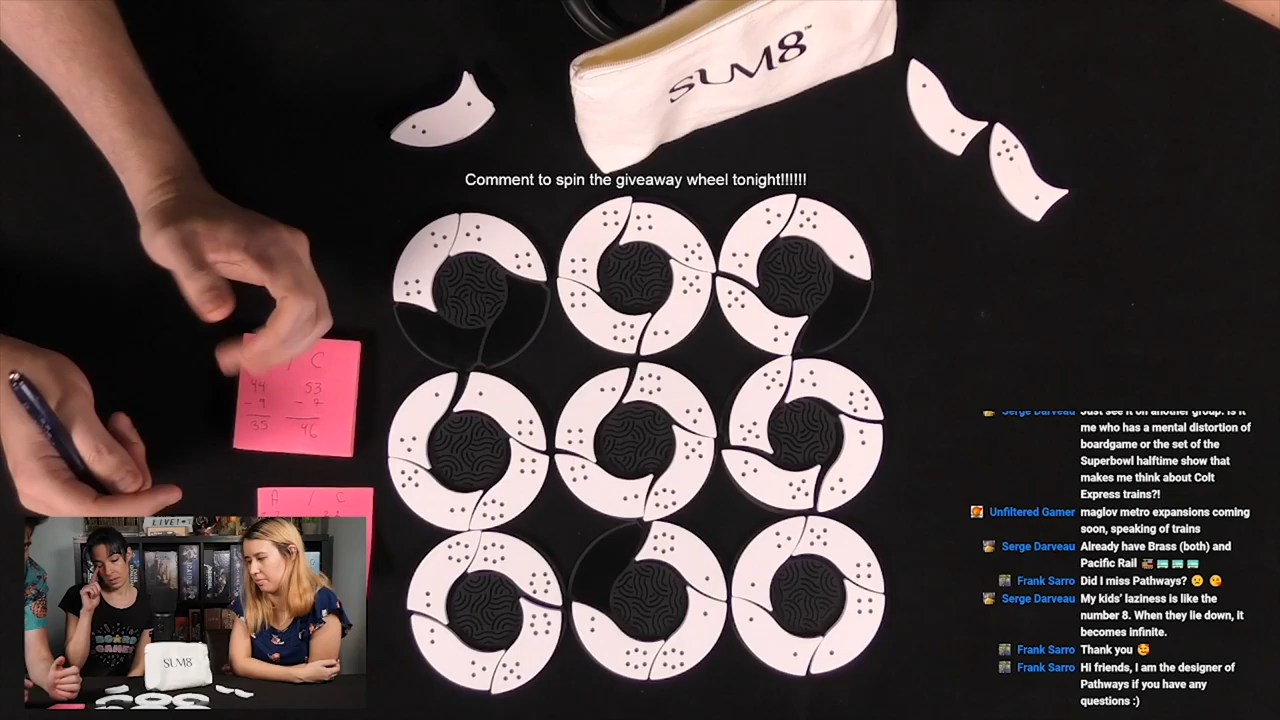 SUM8™
Comment to spin the giveaway wheel tonight!!!!!!
/ C
44 53
- 9 - 7
35 46
A / C
LIVE!
BOARD
GAMES
SUM8
Serge Darveau Just see it on another group. Is it
me who has a mental distortion of
boardgame or the set of the
Superbowl halftime show that
makes me think about Colt
Express trains?!
Unfiltered Gamer maglov metro expansions coming
soon, speaking of trains
Serge Darveau Already have Brass (both) and
Pacific Rail
Frank Sarro Did I miss Pathways? 😟 😘
Serge Darveau My kids' laziness is like the
number 8. When they lie down, it
becomes infinite.
Frank Sarro Thank you 😊
Frank Sarro Hi friends, I am the designer of
Pathways if you have any
questions :)